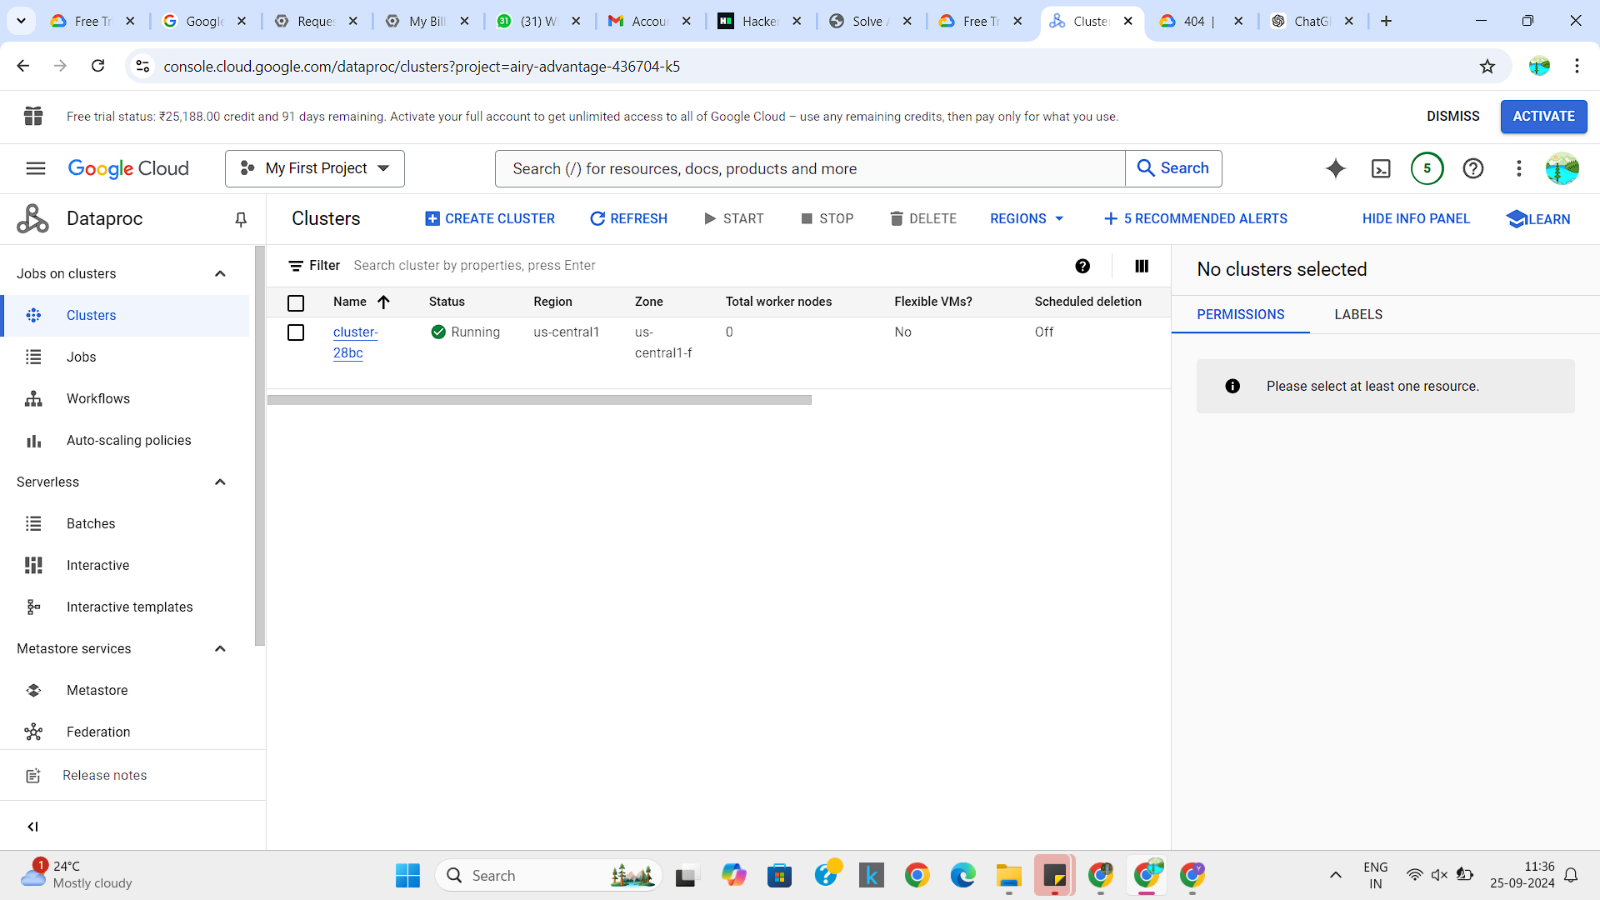 Free Tr
Google
Reques
My Bill
(31) W
Accou
Hacke
Solve
Free Tr
Cluste
404 |
ChatG
console.cloud.google.com/dataproc/clusters?project=airy-advantage-436704-k5
Free trial status: ₹25,188.00 credit and 91 days remaining. Activate your full account to get unlimited access to all of Google Cloud – use any remaining credits, then pay only for what you use.
DISMISS
ACTIVATE
Google Cloud
My First Project
Search (/) for resources, docs, products and more
Search
5
Dataproc
Clusters
CREATE CLUSTER
REFRESH
START
STOP
DELETE
REGIONS
5 RECOMMENDED ALERTS
HIDE INFO PANEL
LEARN
Jobs on clusters
Clusters
Jobs
Workflows
Auto-scaling policies
Serverless
Batches
Interactive
Interactive templates
Metastore services
Metastore
Federation
Release notes
Filter
Search cluster by properties, press Enter
Name
Status
Region
Zone
Total worker nodes
Flexible VMs?
Scheduled deletion
cluster-
28bc
Running
us-central1
us-
central1-f
0
No
Off
No clusters selected
PERMISSIONS
LABELS
Please select at least one resource.
1
24°C
Mostly cloudy
Search
k
ENG
IN
11:36
25-09-2024